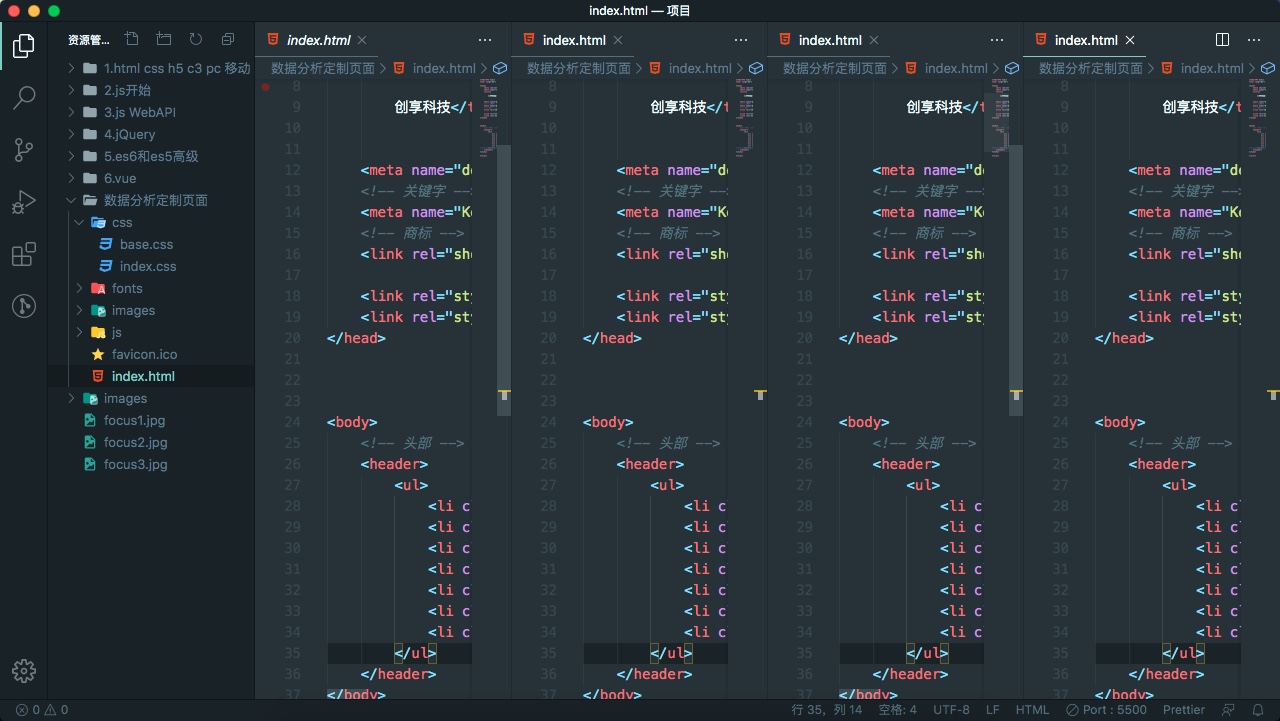 index.html — 项目
资源管...
1.html css h5 c3 pc 移动
2.js开始
3.js WebAPI
4.jQuery
5.es6和es5高级
6.vue
数据分析定制页面
css
base.css
index.css
fonts
images
js
favicon.ico
index.html
images
focus1.jpg
focus2.jpg
focus3.jpg
index.html
数据分析定制页面 > index.html >
8
9 创享科技</t
10
11
12 <meta name="de
13 <!-- 关键字 --
14 <meta name="Ke
15 <!-- 商标 -->
16 <link rel="sho
17
18 <link rel="sty
19 <link rel="sty
20 </head>
21
22
23
24 <body>
25 <!-- 头部 -->
26 <header>
27 <ul>
28 <li c
29 <li c
30 <li c
31 <li c
32 <li c
33 <li c
34 <li c
35 </ul>
36 </header>
37 </body>
index.html
数据分析定制页面 > index.html >
8
9 创享科技</t
10
11
12 <meta name="de
13 <!-- 关键字 --
14 <meta name="Ke
15 <!-- 商标 -->
16 <link rel="sho
17
18 <link rel="sty
19 <link rel="sty
20 </head>
21
22
23
24 <body>
25 <!-- 头部 -->
26 <header>
27 <ul>
28 <li c
29 <li c
30 <li c
31 <li c
32 <li c
33 <li c
34 <li c
35 </ul>
36 </header>
37 </body>
index.html
数据分析定制页面 > index.html >
8
9 创享科技</t
10
11
12 <meta name="de
13 <!-- 关键字 --
14 <meta name="Ke
15 <!-- 商标 -->
16 <link rel="sho
17
18 <link rel="sty
19 <link rel="sty
20 </head>
21
22
23
24 <body>
25 <!-- 头部 -->
26 <header>
27 <ul>
28 <li c
29 <li c
30 <li c
31 <li c
32 <li c
33 <li c
34 <li c
35 </ul>
36 </header>
37 </body>
index.html
数据分析定制页面 > index.html >
8
9 创享科技</t
10
11
12 <meta name="de
13 <!-- 关键字 --
14 <meta name="Ke
15 <!-- 商标 -->
16 <link rel="sho
17
18 <link rel="sty
19 <link rel="sty
20 </head>
21
22
23
24 <body>
25 <!-- 头部 -->
26 <header>
27 <ul>
28 <li c
29 <li c
30 <li c
31 <li c
32 <li c
33 <li c
34 <li c
35 </ul>
36 </header>
37 </body>
0 0 行 35，列 14 空格: 4 UTF-8 LF HTML Port : 5500 Prettier